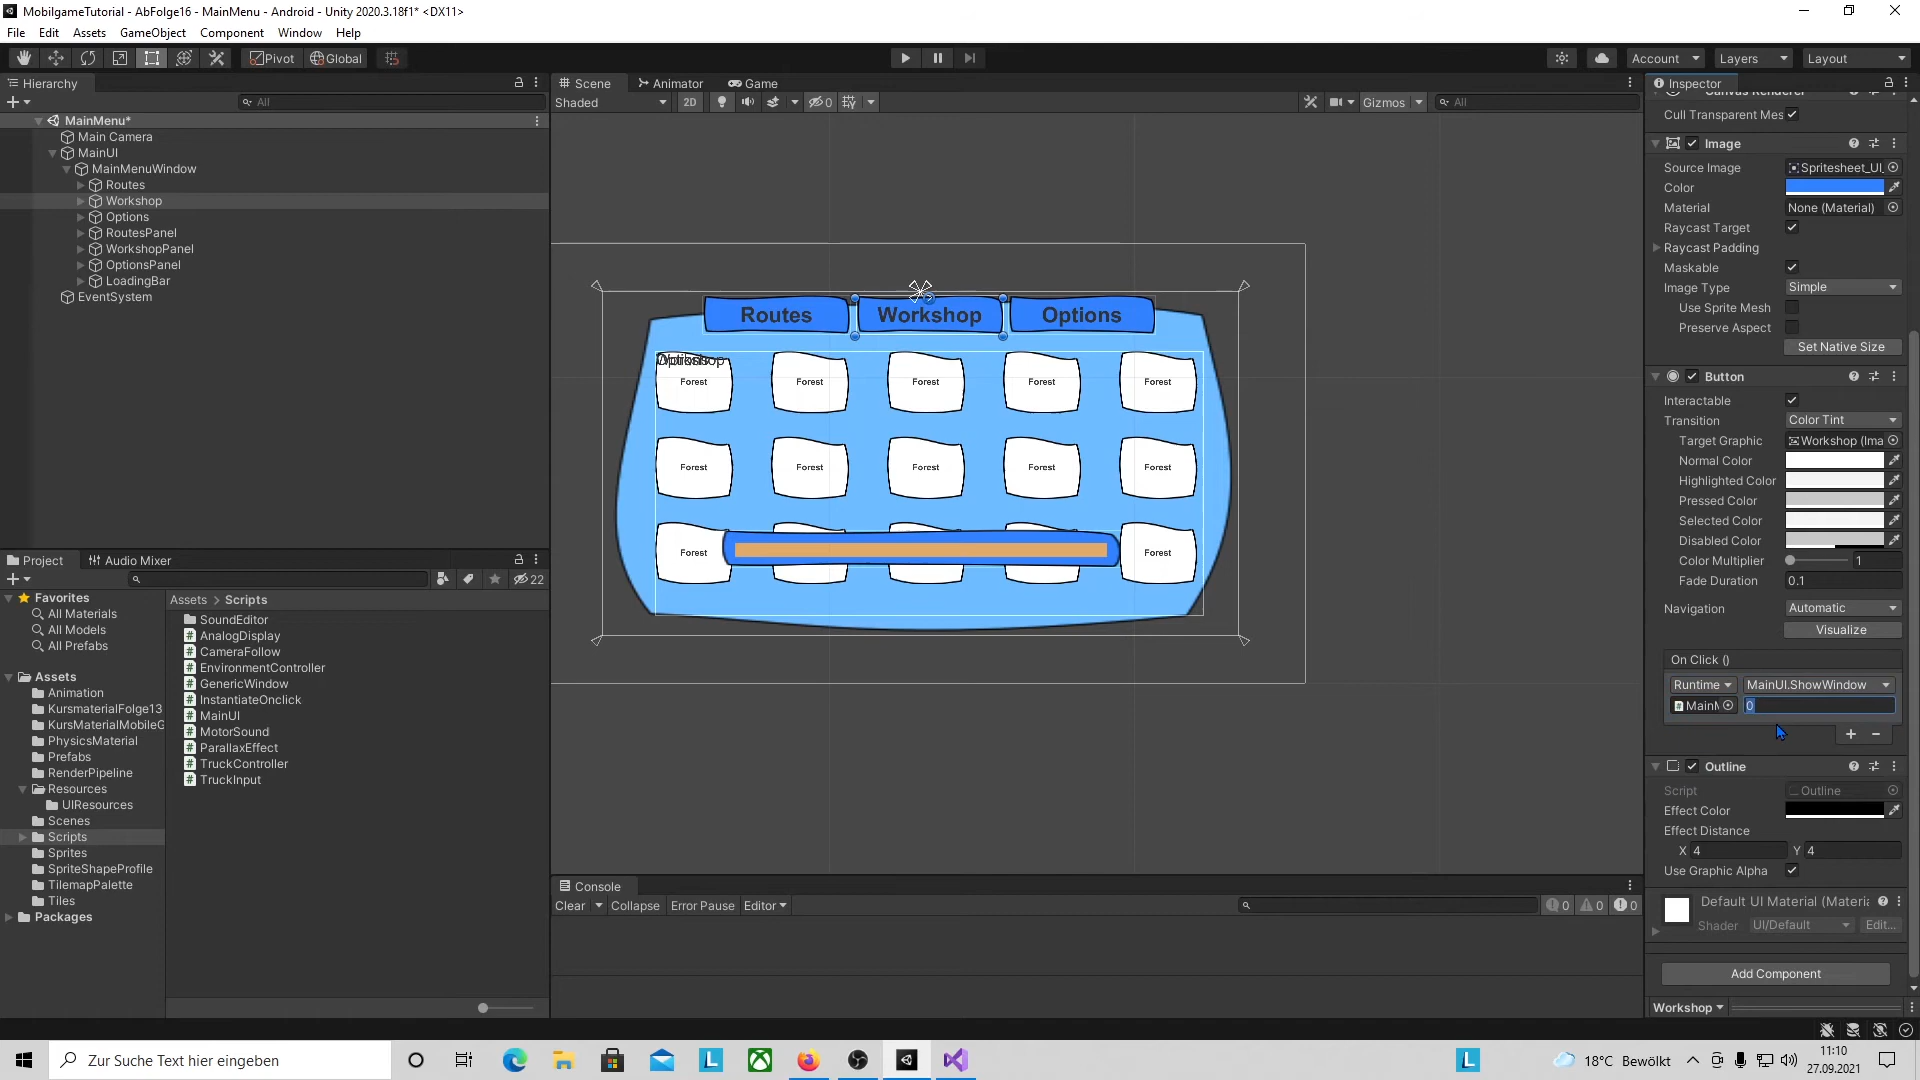 MobilgameTutorial - AbFolge16 - MainMenu - Android - Unity 2020.3.18f1* <DX11>
File Edit Assets GameObject Component Window Help
Pivot Global Account Layers Layout
Hierarchy
All
MainMenu*
Main Camera
MainUI
MainMenuWindow
Routes
Workshop
Options
RoutesPanel
WorkshopPanel
OptionsPanel
LoadingBar
EventSystem
Scene Animator Game
Shaded 2D 0 Gizmos All
Routes Workshop Options
Forest Forest Forest Forest Forest
Forest Forest Forest Forest Forest
Forest Forest
Project Audio Mixer
22
Favorites
All Materials
All Models
All Prefabs
Assets
Animation
KursmaterialFolge13
KursMaterialMobileG
PhysicsMaterial
Prefabs
RenderPipeline
Resources
UIResources
Scenes
Scripts
Sprites
SpriteShapeProfile
TilemapPalette
Tiles
Packages
Assets > Scripts
SoundEditor
AnalogDisplay
CameraFollow
EnvironmentController
GenericWindow
InstantiateOnclick
MainUI
MotorSound
ParallaxEffect
TruckController
TruckInput
Console
Clear Collapse Error Pause Editor 0 0 0
Inspector
Cull Transparent Mes
Image
Source Image Spritesheet_UI_
Color
Material None (Material)
Raycast Target
Raycast Padding
Maskable
Image Type Simple
Use Sprite Mesh
Preserve Aspect
Set Native Size
Button
Interactable
Transition Color Tint
Target Graphic Workshop (Ima
Normal Color
Highlighted Color
Pressed Color
Selected Color
Disabled Color
Color Multiplier 1
Fade Duration 0.1
Navigation Automatic
Visualize
On Click ()
Runtime MainUI.ShowWindow
MainM 0
Outline
Script Outline
Effect Color
Effect Distance
X 4 Y 4
Use Graphic Alpha
Default UI Material (Materia
Shader UI/Default Edit...
Add Component
Workshop
Zur Suche Text hier eingeben
18°C Bewölkt
11:10
27.09.2021